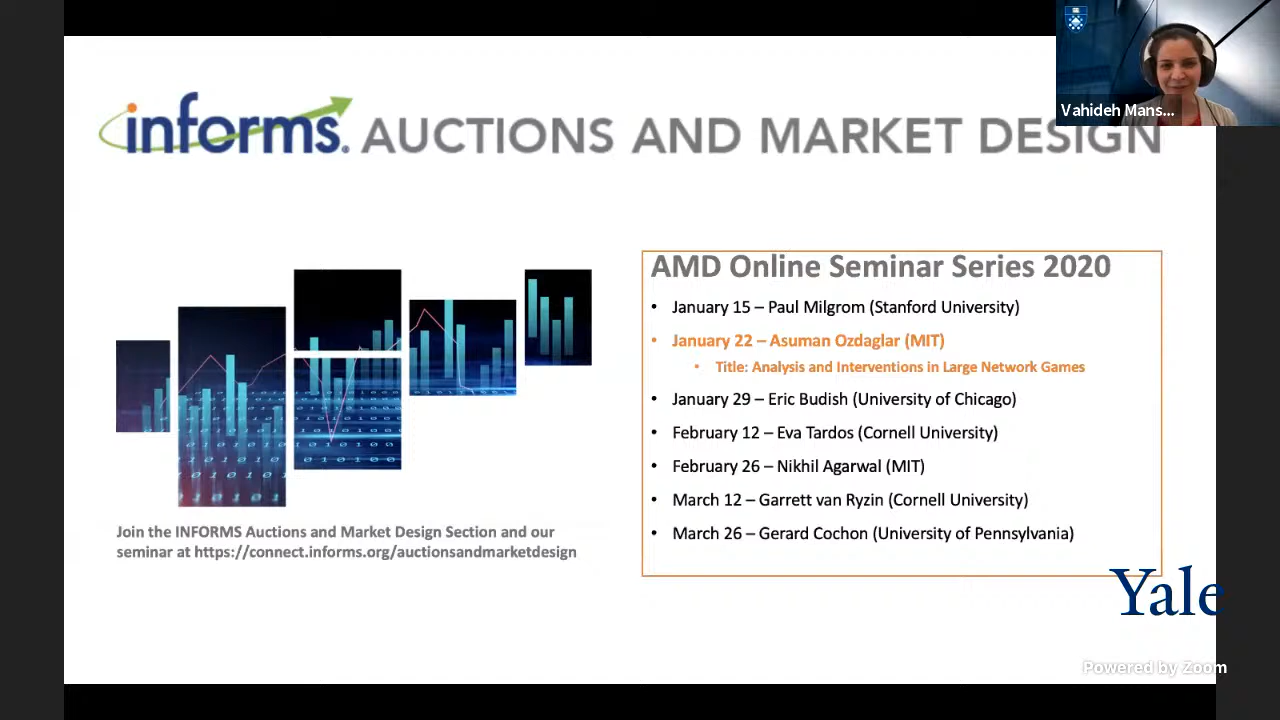 informs. AUCTIONS AND MARKET DESIGN
Vahideh Mans...
AMD Online Seminar Series 2020
• January 15 – Paul Milgrom (Stanford University)
• January 22 – Asuman Ozdaglar (MIT)
• Title: Analysis and Interventions in Large Network Games
• January 29 – Eric Budish (University of Chicago)
• February 12 – Eva Tardos (Cornell University)
• February 26 – Nikhil Agarwal (MIT)
• March 12 – Garrett van Ryzin (Cornell University)
• March 26 – Gerard Cochon (University of Pennsylvania)
Join the INFORMS Auctions and Market Design Section and our
seminar at https://connect.informs.org/auctionsandmarketdesign
Yale
Powered by Zoom